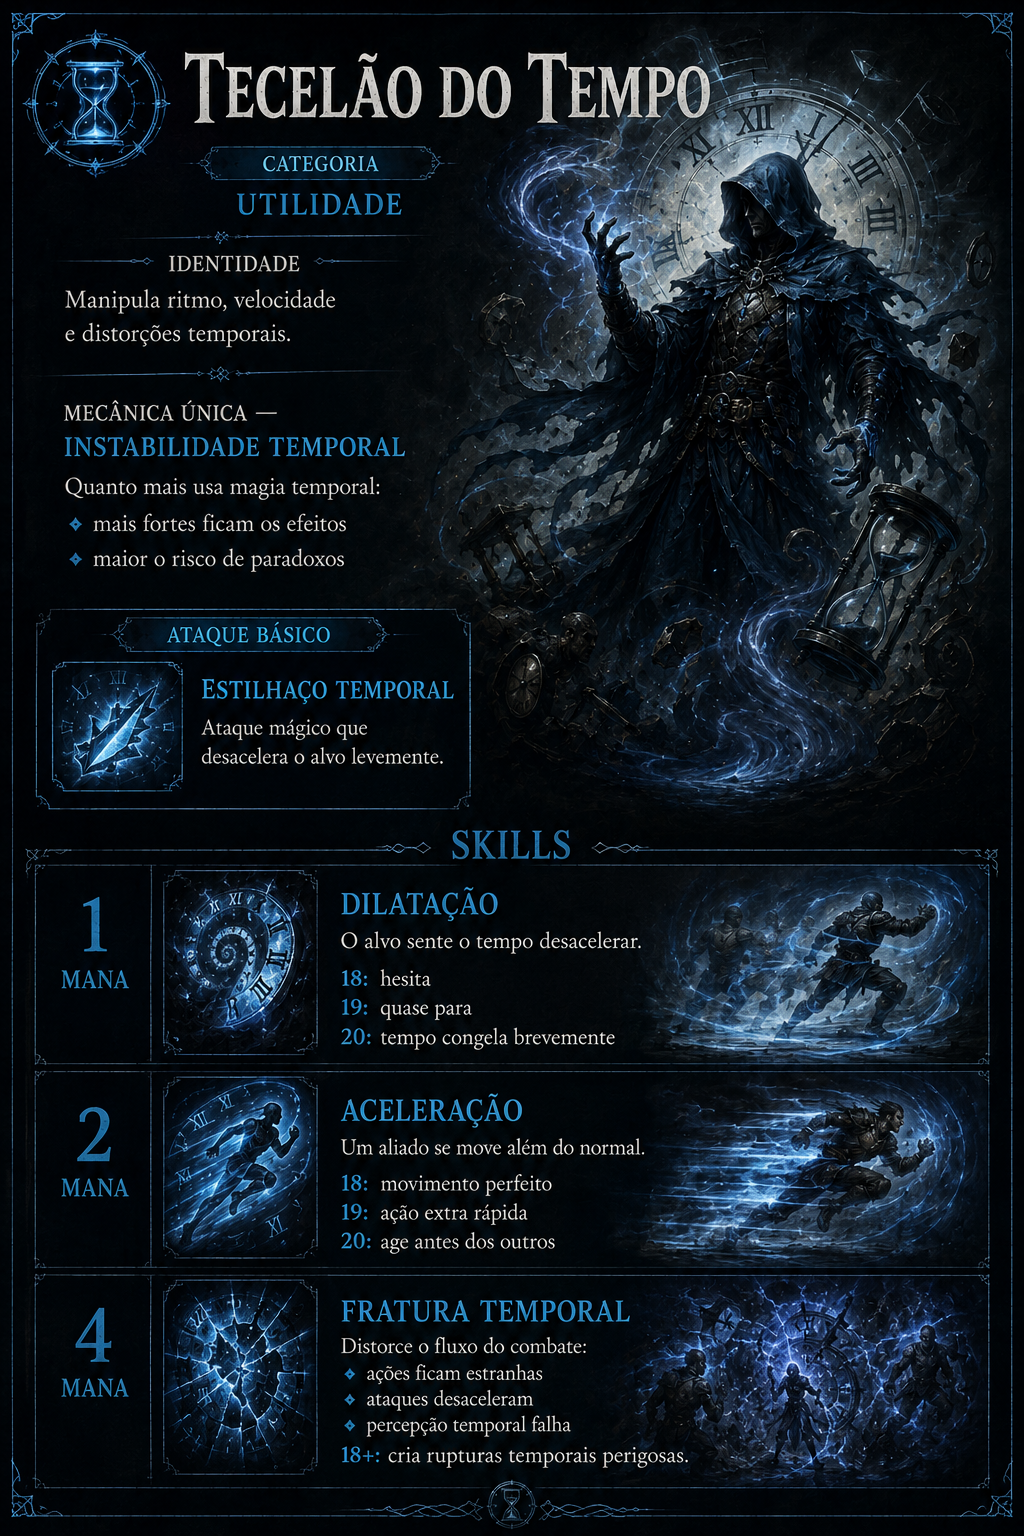 TECELÃO DO TEMPO
CATEGORIA
UTILIDADE
IDENTIDADE
Manipula ritmo, velocidade
e distorções temporais.
MECÂNICA ÚNICA —
INSTABILIDADE TEMPORAL
Quanto mais usa magia temporal:
mais fortes ficam os efeitos
maior o risco de paradoxos
ATAQUE BÁSICO
ESTILHAÇO TEMPORAL
Ataque mágico que
desacelera o alvo levemente.
SKILLS
1
MANA
DILATAÇÃO
O alvo sente o tempo desacelerar.
18: hesita
19: quase para
20: tempo congela brevemente
2
MANA
ACELERAÇÃO
Um aliado se move além do normal.
18: movimento perfeito
19: ação extra rápida
20: age antes dos outros
4
MANA
FRATURA TEMPORAL
Distorce o fluxo do combate:
ações ficam estranhas
ataques desaceleram
percepção temporal falha
18+: cria rupturas temporais perigosas.